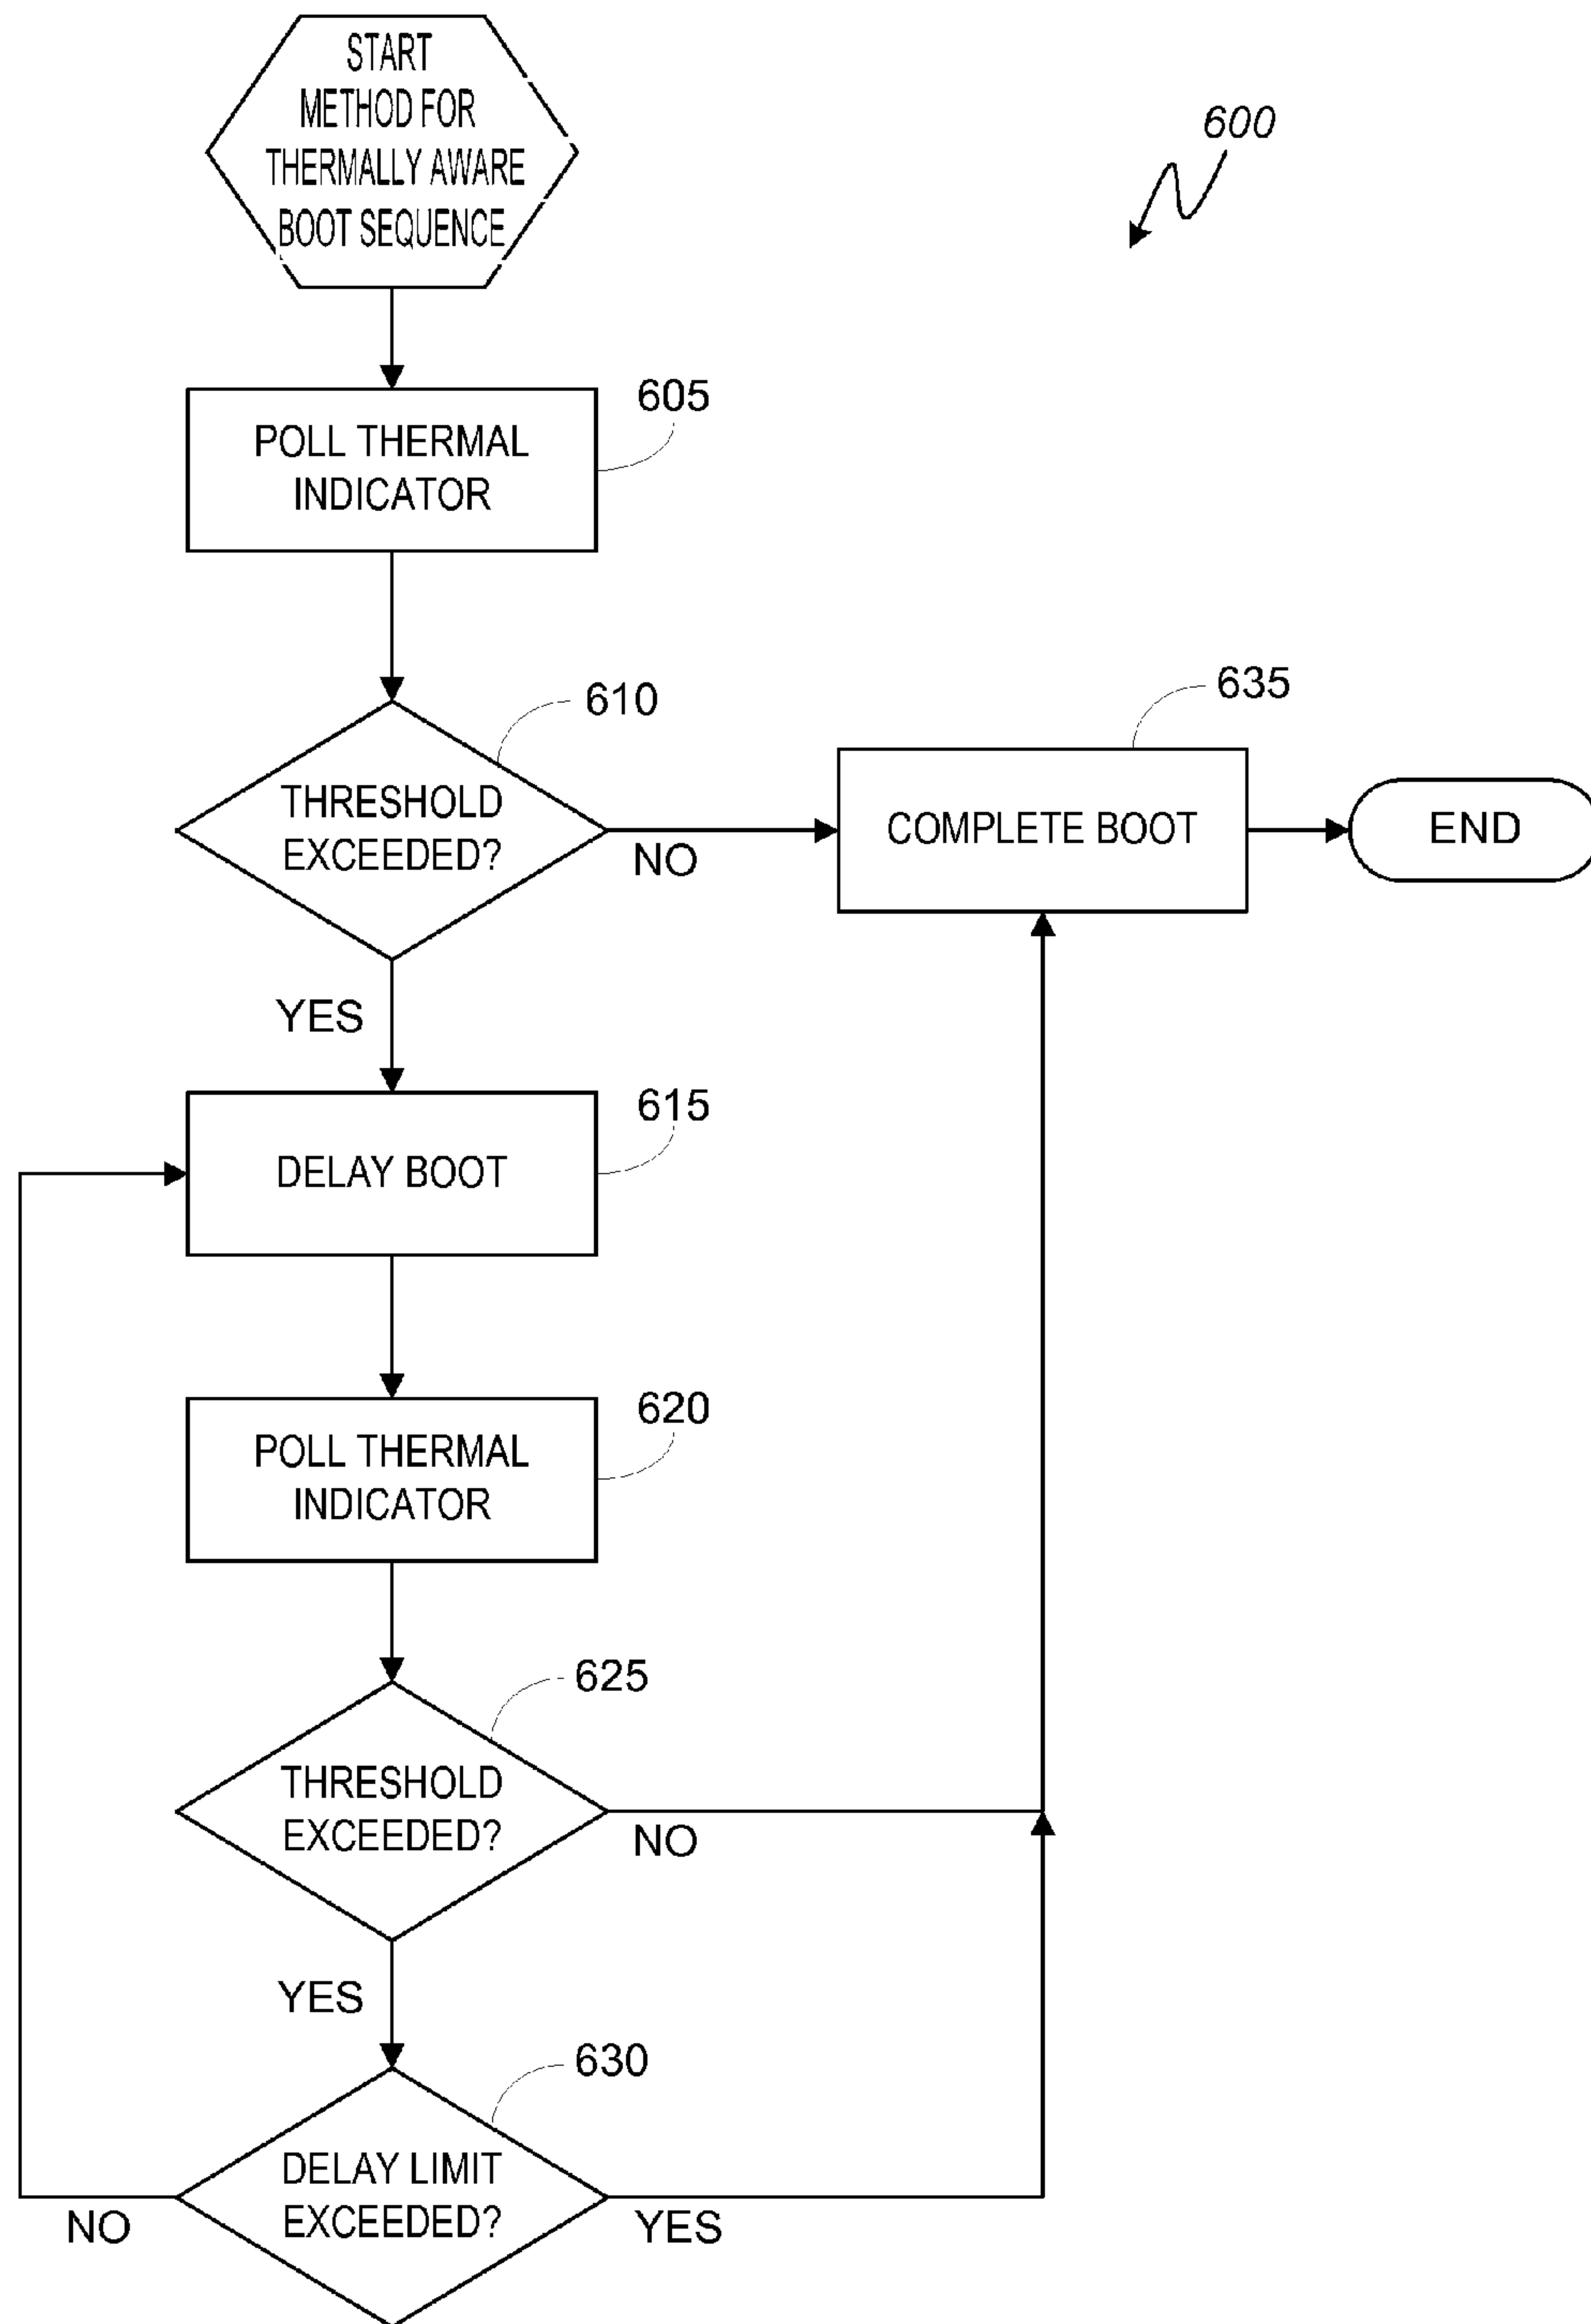 START
METHOD FOR
THERMALLY AWARE
BOOT SEQUENCE
600
605
POLL THERMAL
INDICATOR
610
635
THRESHOLD
EXCEEDED?
NO
COMPLETE BOOT
END
YES
615
DELAY BOOT
620
POLL THERMAL
INDICATOR
625
THRESHOLD
EXCEEDED?
NO
YES
630
DELAY LIMIT
EXCEEDED?
NO
YES